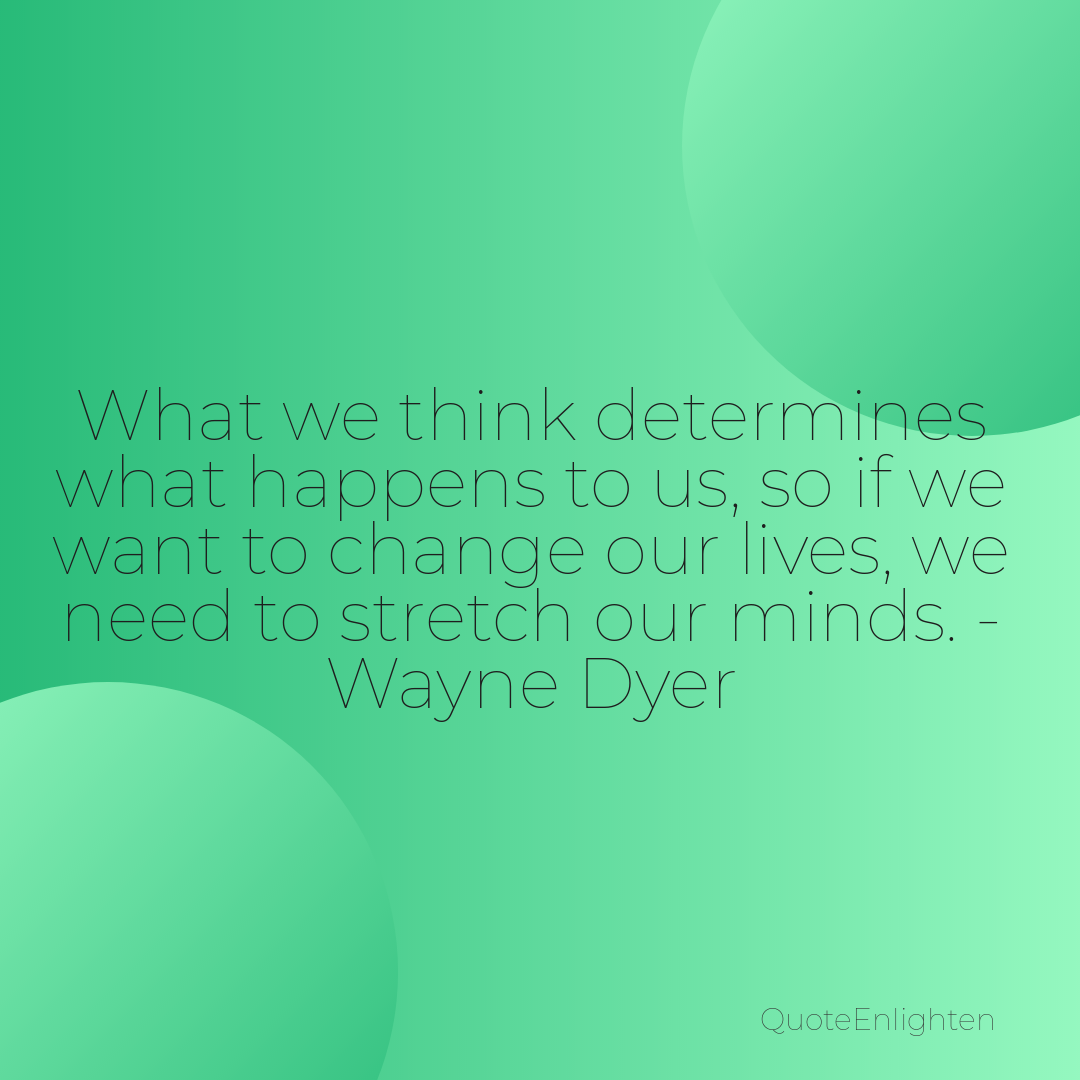 What we think determines
what happens to us, so if we
want to change our lives, we
need to stretch our minds. -
Wayne Dyer
QuoteEnlighten